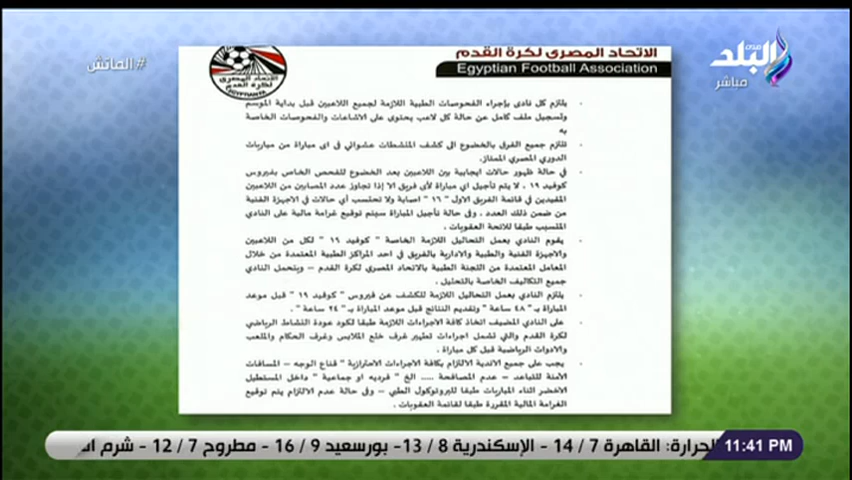 الاتحاد المصرى لكرة القدم
Egyptian Football Association
الاتحاد المصرى
لكرة القدم
EGYPTIAN F.A
#الماتش
صدى
البلد
مباشر
يلتزم كل نادى بإجراء الفحوصات الطبية اللازمة لجميع اللاعبين قبل بداية الموسم
وتسجيل ملف كامل عن حالة كل لاعب يحتوي على الاشاعات والفحوصات الخاصة
به
تلتزم جميع الفرق بالخضوع الى كشف المنشطات عشوائي فى اى مباراة من مباريات
الدوري المصري الممتاز.
في حالة ظهور حالات ايجابية بين اللاعبين بعد الخضوع للفحص الخاص بفيروس
كوفيد ١٩ ، لا يتم تأجيل اي مباراة لأى فريق الا إذا تجاوز عدد المصابين من اللاعبين
المقيدين في قائمة الفريق الاول " ١٦ " اصابة ولا تحتسب أي حالات في الاجهزة الفنية
من ضمن ذلك العدد . وفى حالة تأجيل المباراة سيتم توقيع غرامة مالية على النادي
المتسبب طبقا للائحة العقوبات .
يقوم النادي بعمل التحاليل اللازمة الخاصة " كوفيد ١٩ " لكل من اللاعبين
والاجهزة الفنية والطبية والادارية بالفريق في احد المراكز الطبية المعتمدة من خلال
المعامل المعتمدة من اللجنة الطبية بالاتحاد المصري لكرة القدم – ويتحمل النادي
جميع التكاليف الخاصة بالتحليل .
يلتزم النادي بعمل التحاليل اللازمة للكشف عن فيروس " كوفيد ١٩ " قبل موعد
المباراة بـ " ٤٨ ساعة " وتقديم النتائج قبل موعد المباراة بـ " ٢٤ ساعة " .
على النادي المضيف اتخاذ كافة الاجراءات اللازمة طبقا لكود عودة النشاط الرياضي
لكرة القدم والتي تشمل اجراءات تطهير غرف خلع الملابس وغرف الحكام والملعب
والادوات الرياضية قبل كل مباراة .
يجب على جميع الاندية الالتزام بكافة الاجراءات الاحترازية " قناع الوجه – المسافات
الآمنة للتباعد – عدم المصافحة ..... الخ " فرديه او جماعية " داخل المستطيل
الاخضر اثناء المباريات طبقا للبروتوكول الطبي – وفى حالة عدم الالتزام يتم توقيع
الغرامة المالية المقررة طبقا لقائمة العقوبات .
11:41 PM
الحرارة: القاهرة 7 / 14 - الإسكندرية 8 / 13- بورسعيد 9 / 16 - مطروح 7 / 12 - شرم